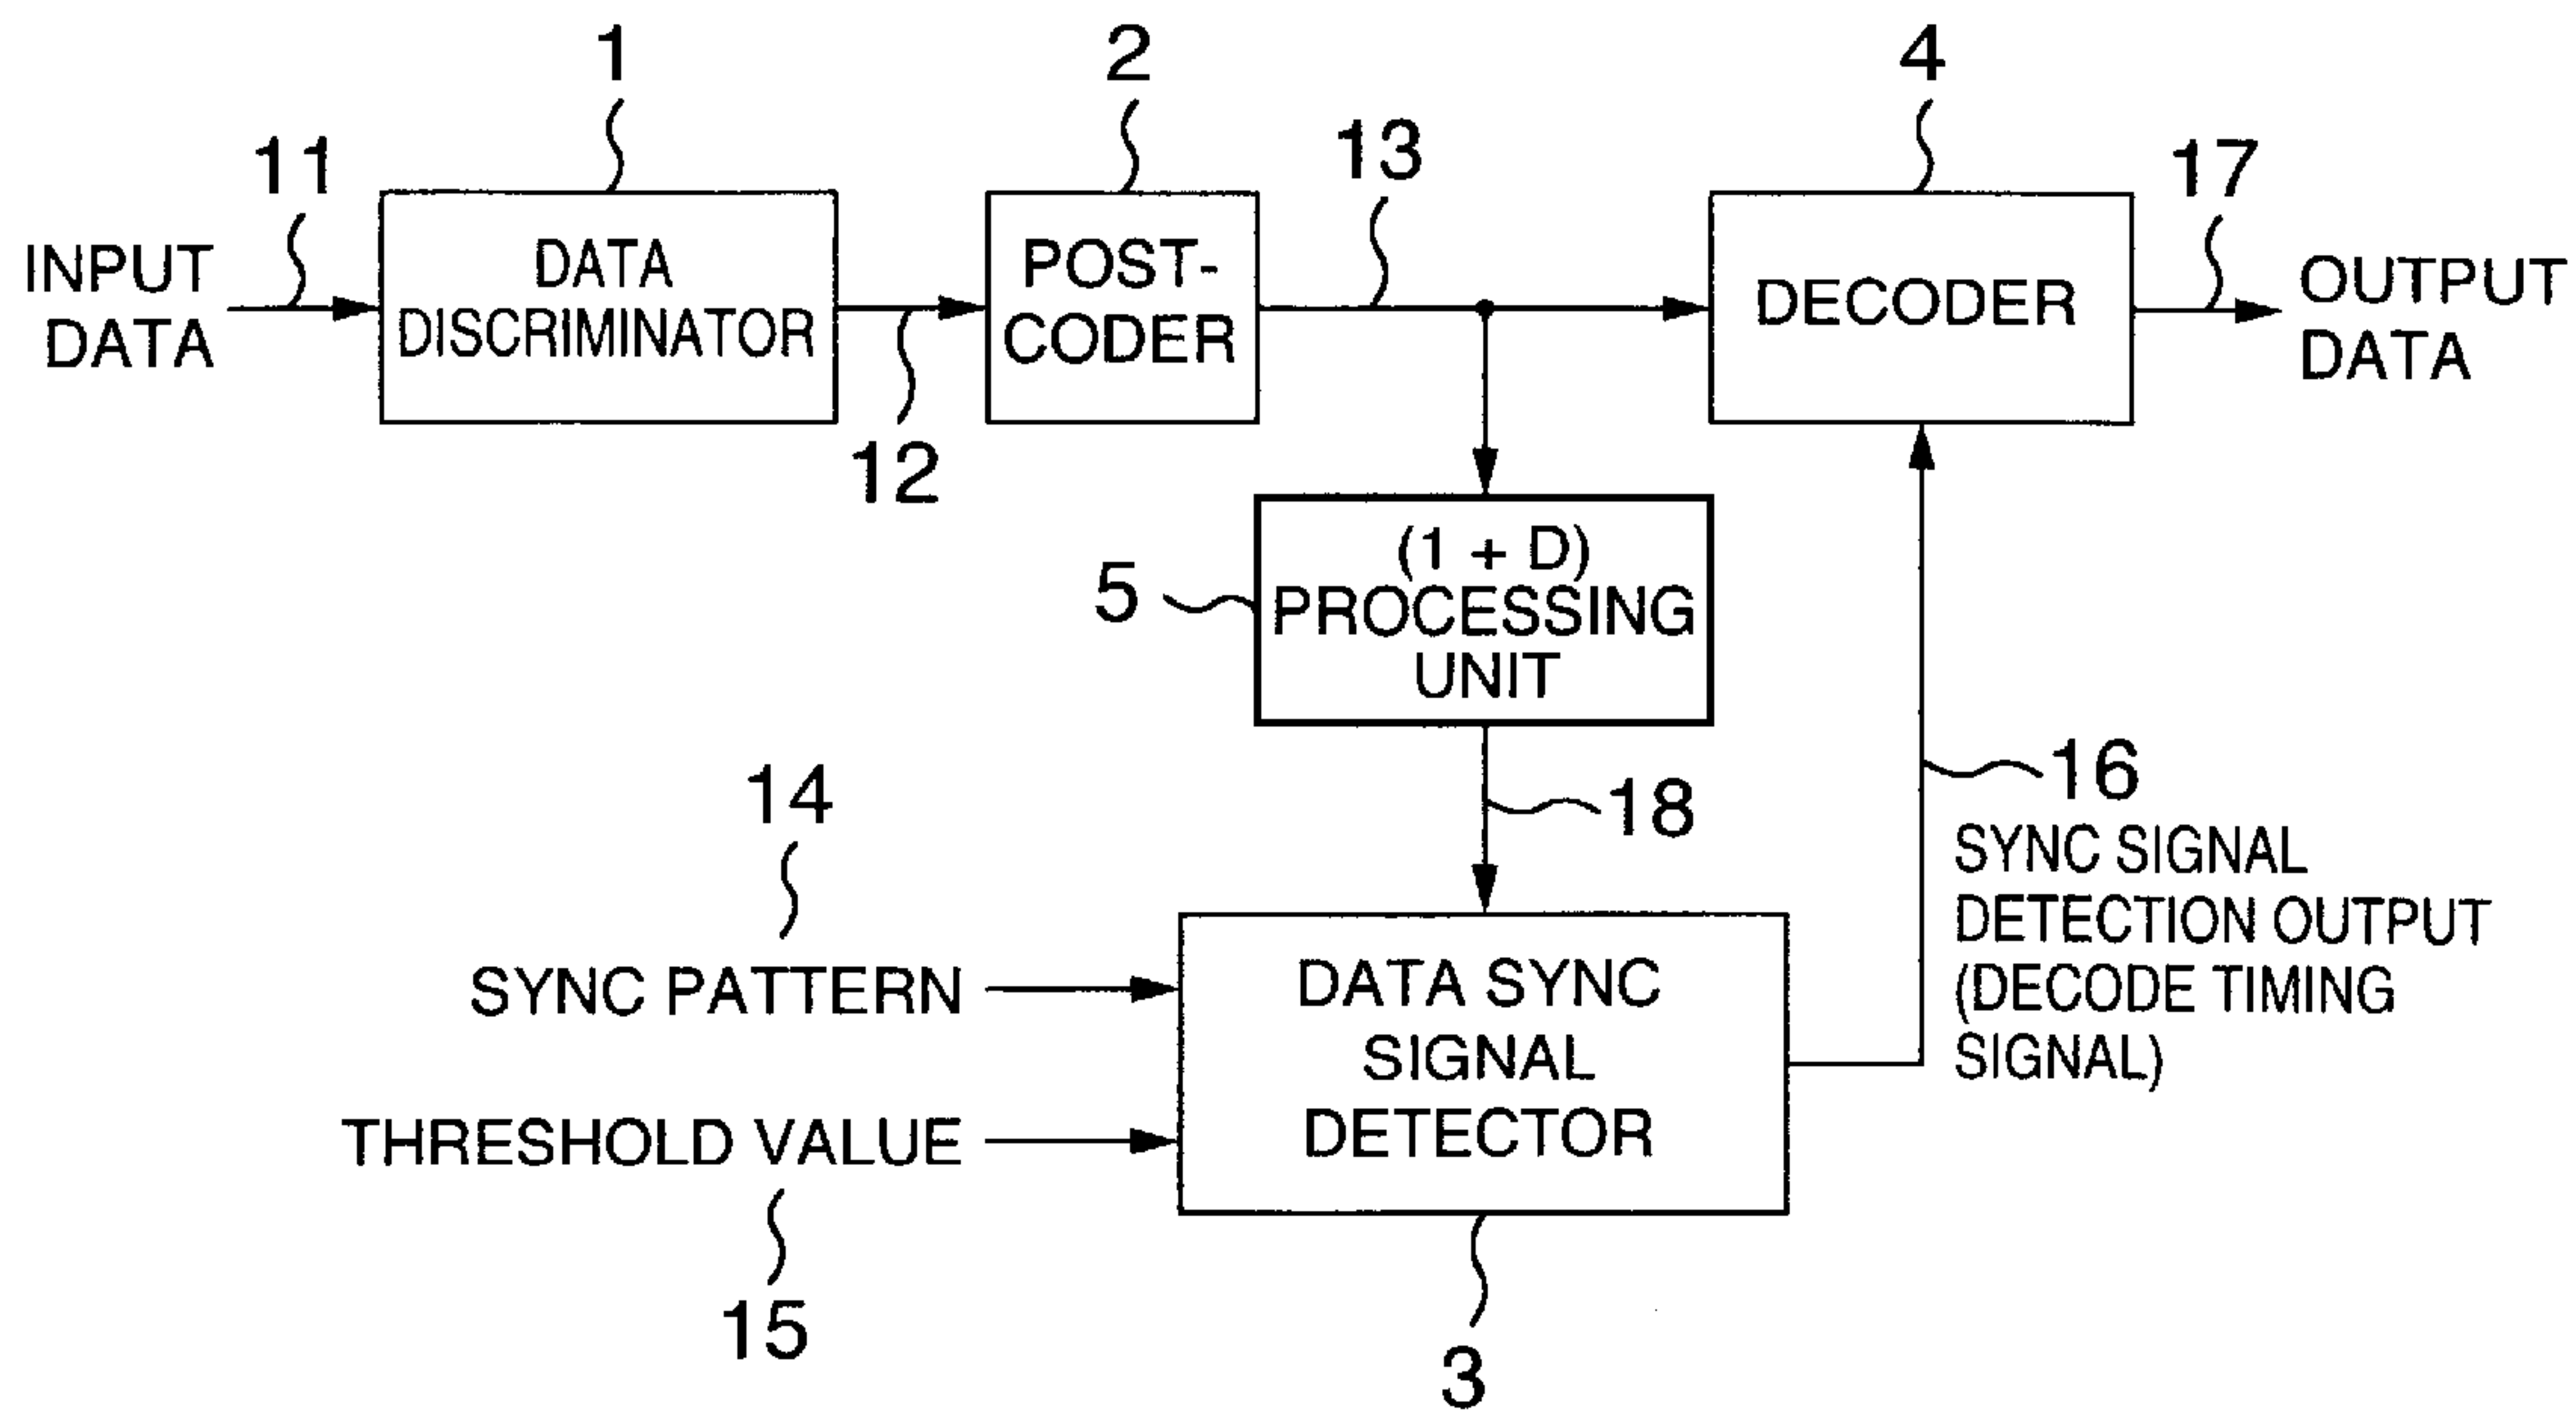 1
2
4
11
13
17
INPUT
DATA
DATA
DISCRIMINATOR
POST-
CODER
DECODER
OUTPUT
DATA
12
(1 + D)
PROCESSING
UNIT
5
14
18
16
SYNC SIGNAL
DETECTION OUTPUT
(DECODE TIMING
SIGNAL)
SYNC PATTERN
THRESHOLD VALUE
DATA SYNC
SIGNAL
DETECTOR
15
3